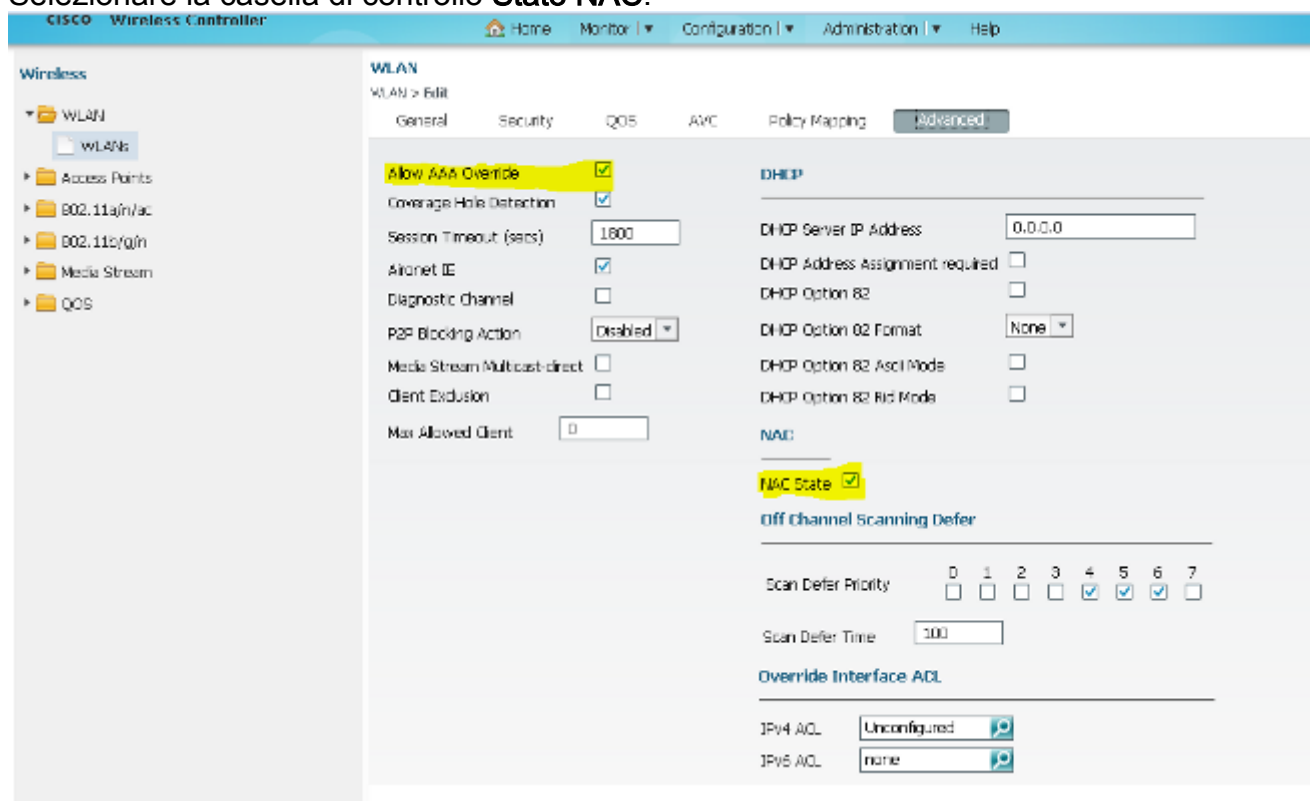 Selezionare la casella di controllo State NAC.
CISCO Wireless Controller
Home Monitor Configuration Administration Help
Wireless
WLAN
WLANs
Access Points
802.11a/n/ac
802.11b/g/n
Media Stream
QOS
WLAN
WLAN > Edit
General Security QOS AVC Policy Mapping Advanced
Allow AAA Override
Coverage Hole Detection
Session Timeout (secs) 1800
Aironet IE
Diagnostic Channel
P2P Blocking Action Disabled
Media Stream Multicast-direct
Client Exclusion
Max Allowed Client 0
DHCP
DHCP Server IP Address 0.0.0.0
DHCP Address Assignment required
DHCP Option 82
DHCP Option 82 Format None
DHCP Option 82 Ascii Mode
DHCP Option 82 Rid Mode
NAC
NAC State
Off Channel Scanning Defer
Scan Defer Priority 0 1 2 3 4 5 6 7
Scan Defer Time 100
Override Interface ACL
IPv4 ACL Unconfigured
IPv6 ACL none